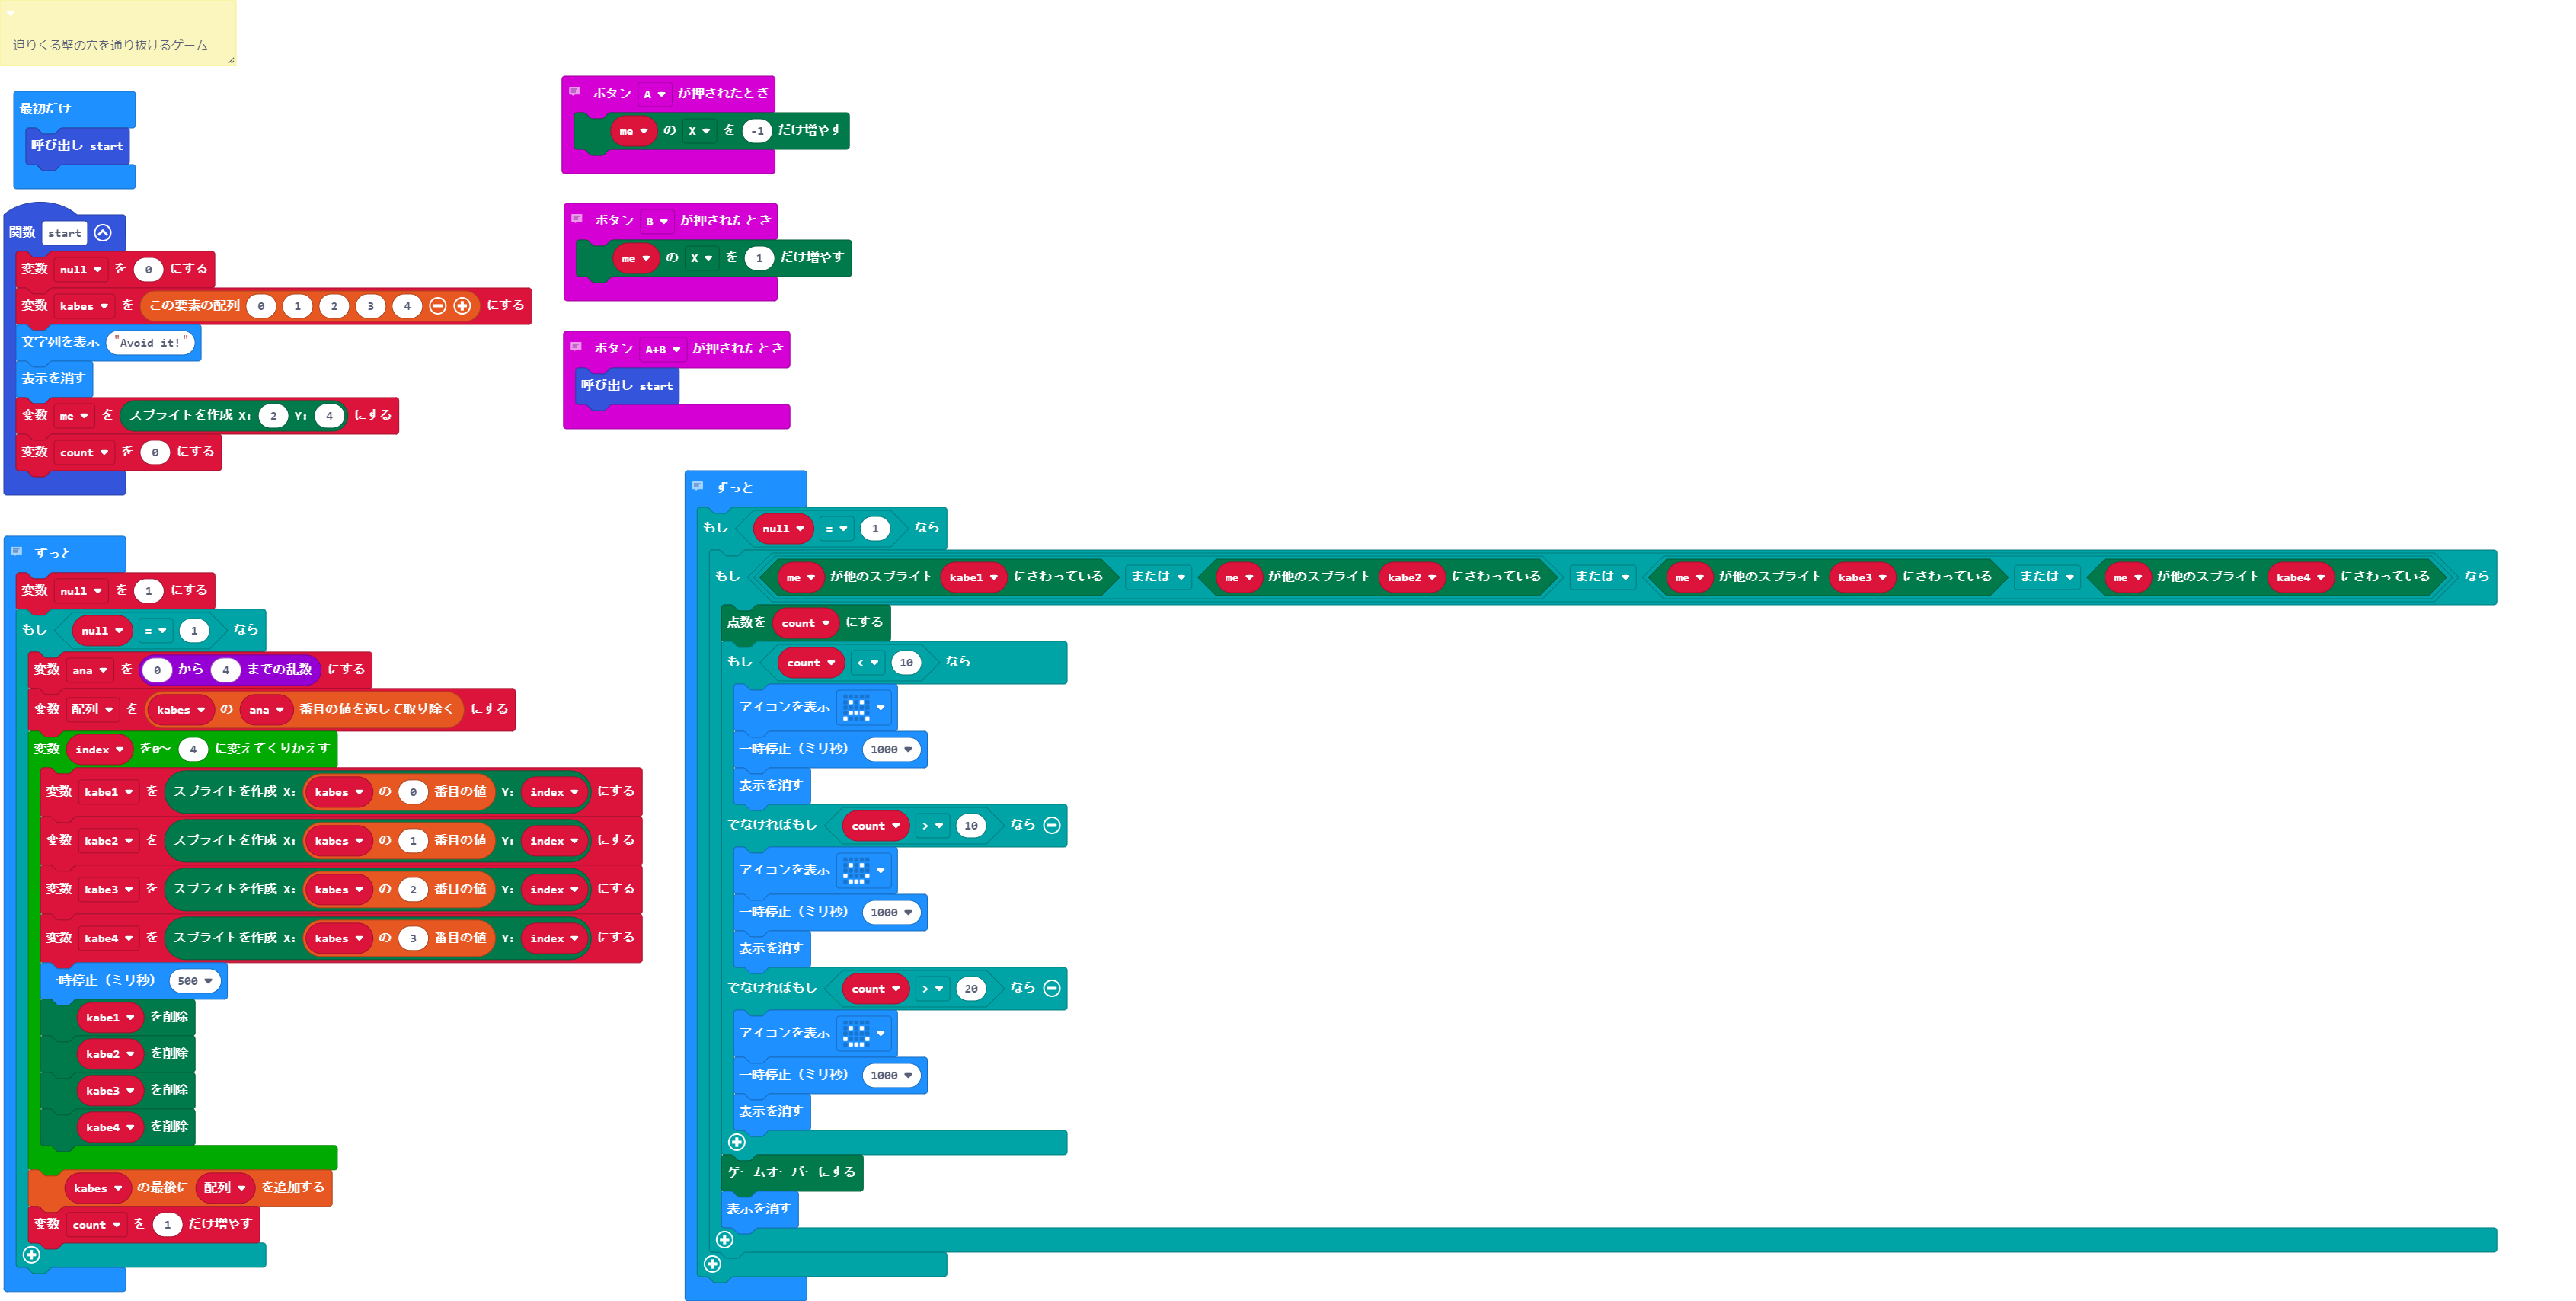 迫りくる壁の穴を通り抜けるゲーム
最初だけ
呼び出し start
関数 start
変数 null を 0 にする
変数 kabes を この要素の配列 0 1 2 3 4 にする
文字列を表示 "Avoid it!"
表示を消す
変数 me を スプライトを作成 X: 2 Y: 4 にする
変数 count を 0 にする
ずっと
変数 null を 1 にする
もし null = 1 なら
変数 ana を 0 から 4 までの乱数 にする
変数 配列 を kabes の ana 番目の値を返して取り除く にする
変数 index を0～ 4 に変えてくりかえす
変数 kabe1 を スプライトを作成 X: kabes の 0 番目の値 Y: index にする
変数 kabe2 を スプライトを作成 X: kabes の 1 番目の値 Y: index にする
変数 kabe3 を スプライトを作成 X: kabes の 2 番目の値 Y: index にする
変数 kabe4 を スプライトを作成 X: kabes の 3 番目の値 Y: index にする
一時停止（ミリ秒） 500
kabe1 を削除
kabe2 を削除
kabe3 を削除
kabe4 を削除
kabes の最後に 配列 を追加する
変数 count を 1 だけ増やす
ボタン A が押されたとき
me の X を -1 だけ増やす
ボタン B が押されたとき
me の X を 1 だけ増やす
ボタン A+B が押されたとき
呼び出し start
ずっと
もし null = 1 なら
もし me が他のスプライト kabe1 にさわっている または me が他のスプライト kabe2 にさわっている または me が他のスプライト kabe3 にさわっている または me が他のスプライト kabe4 にさわっている なら
点数を count にする
もし count < 10 なら
アイコンを表示
一時停止（ミリ秒） 1000
表示を消す
でなければもし count > 10 なら
アイコンを表示
一時停止（ミリ秒） 1000
表示を消す
でなければもし count > 20 なら
アイコンを表示
一時停止（ミリ秒） 1000
表示を消す
ゲームオーバーにする
表示を消す